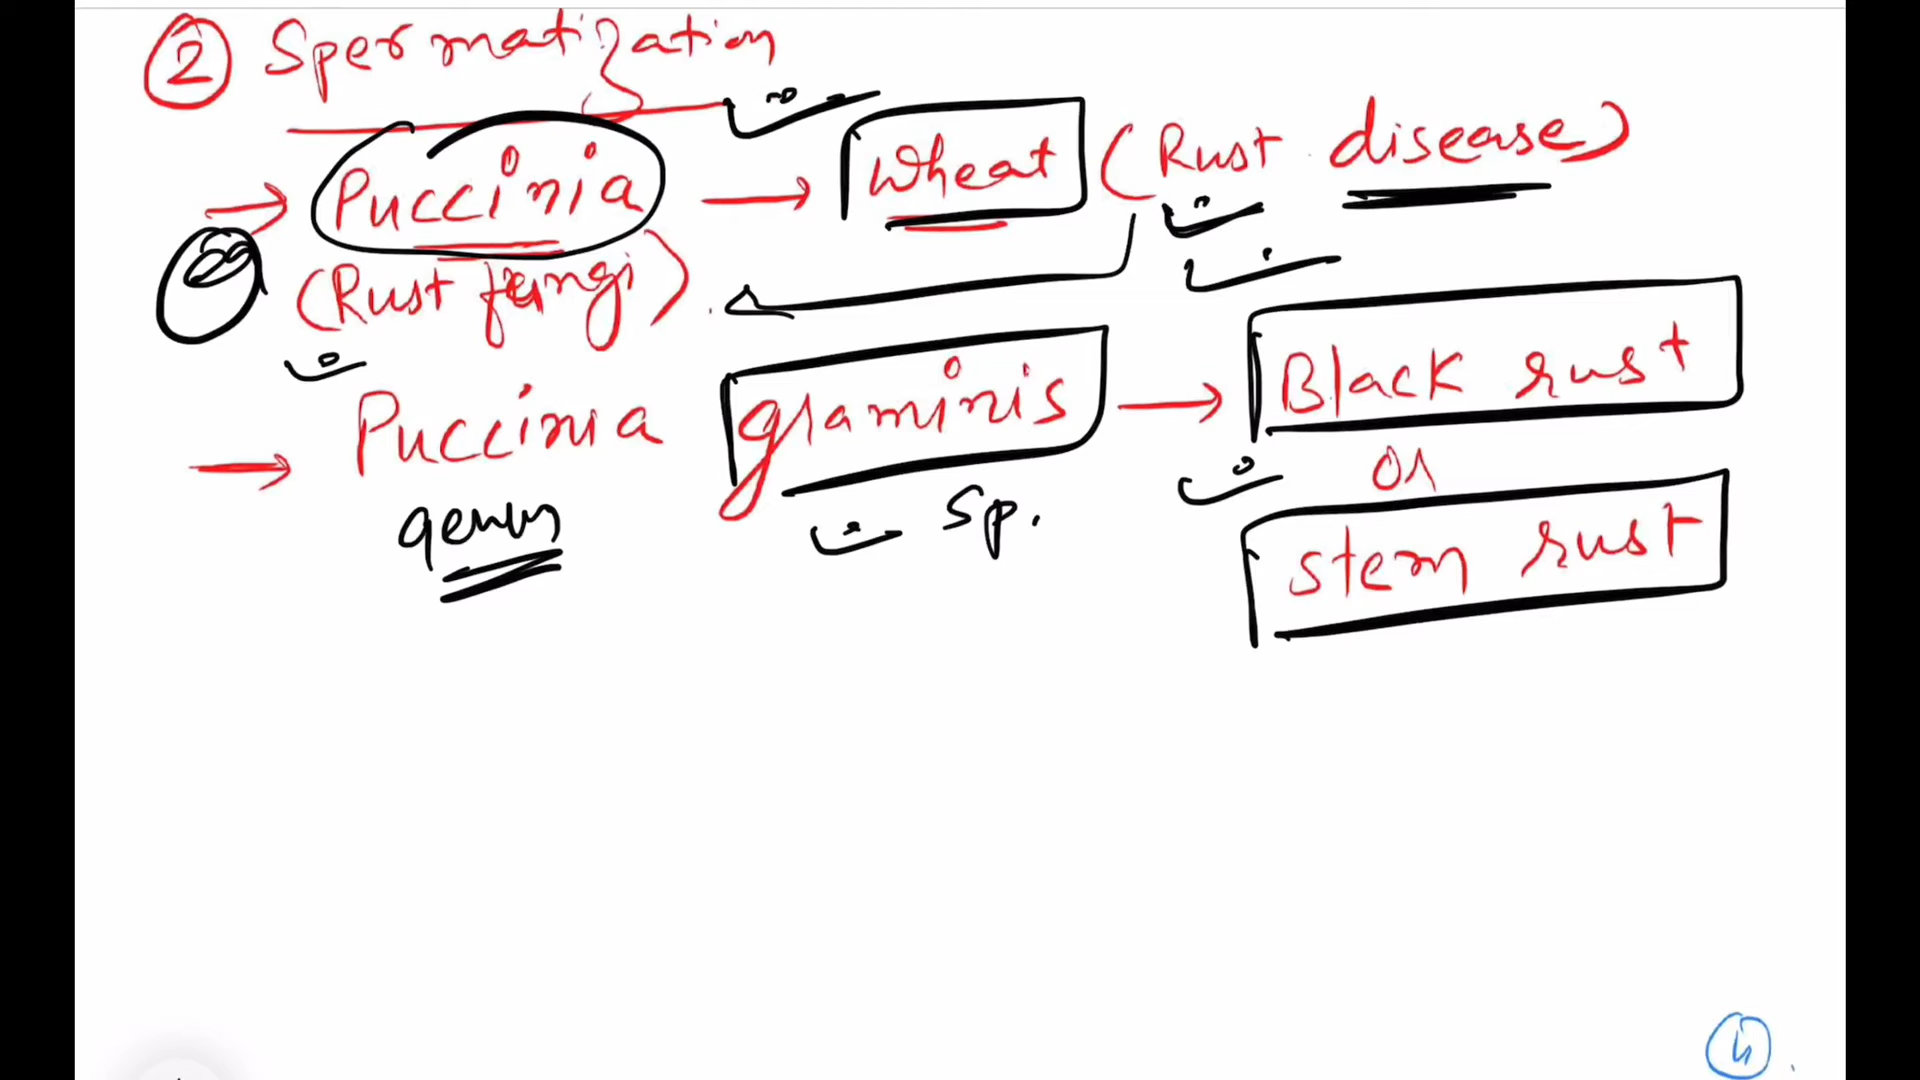 ② Spermatization
→ Puccinia → Wheat (Rust disease)
(Rust fungi)
→ Puccinia graminis → Black rust
genus sp. or
stem rust